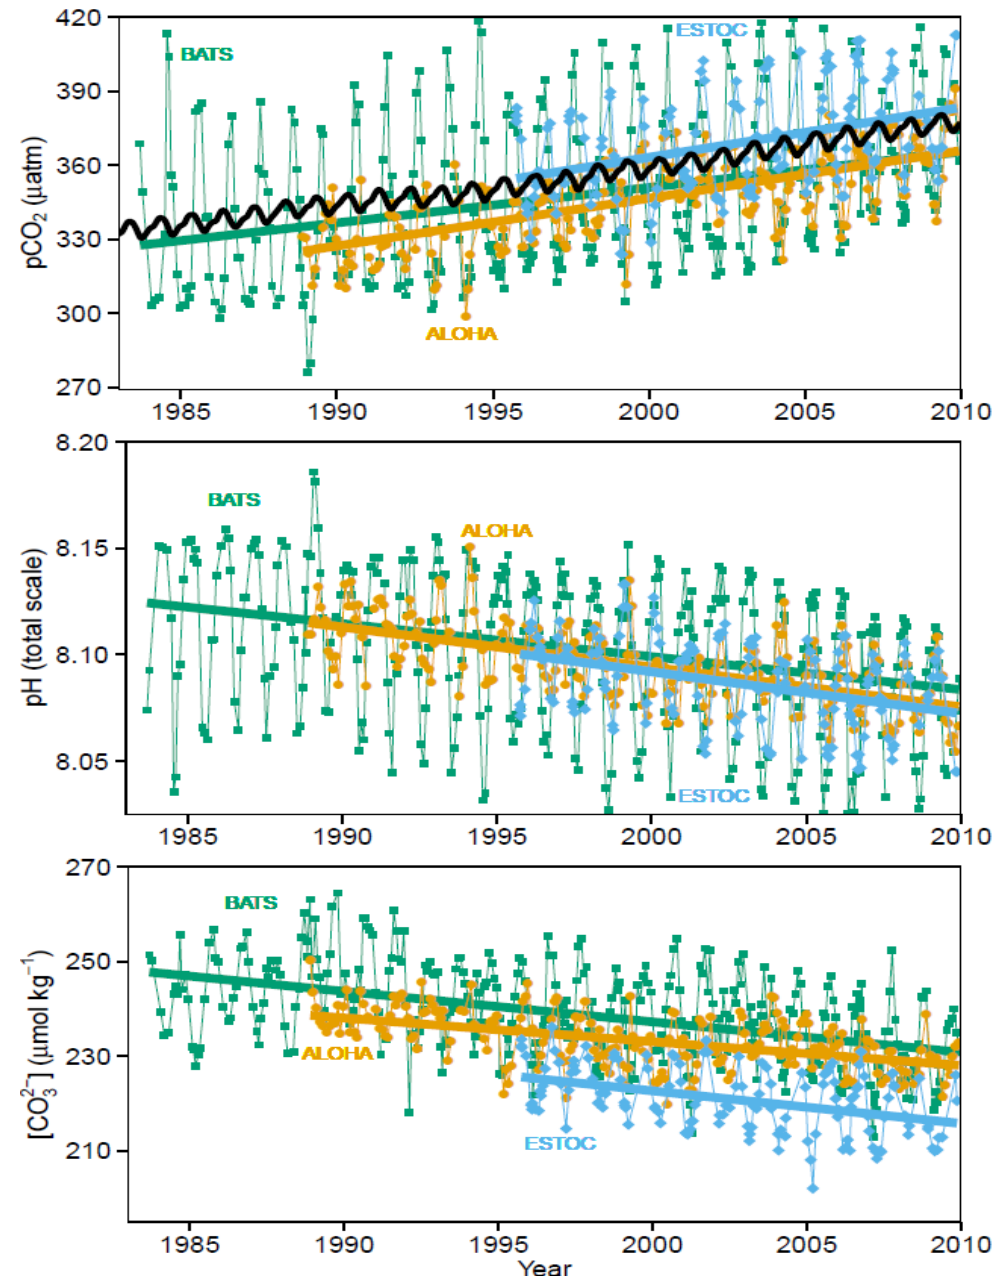 420
390
360
330
300
270
pCO₂ (µatm)
BATS
ESTOC
ALOHA
1985 1990 1995 2000 2005 2010
8.20
8.15
8.10
8.05
pH (total scale)
BATS
ALOHA
ESTOC
1985 1990 1995 2000 2005 2010
270
250
230
210
[CO₃²⁻] (µmol kg⁻¹)
BATS
ALOHA
ESTOC
1985 1990 1995 2000 2005 2010
Year